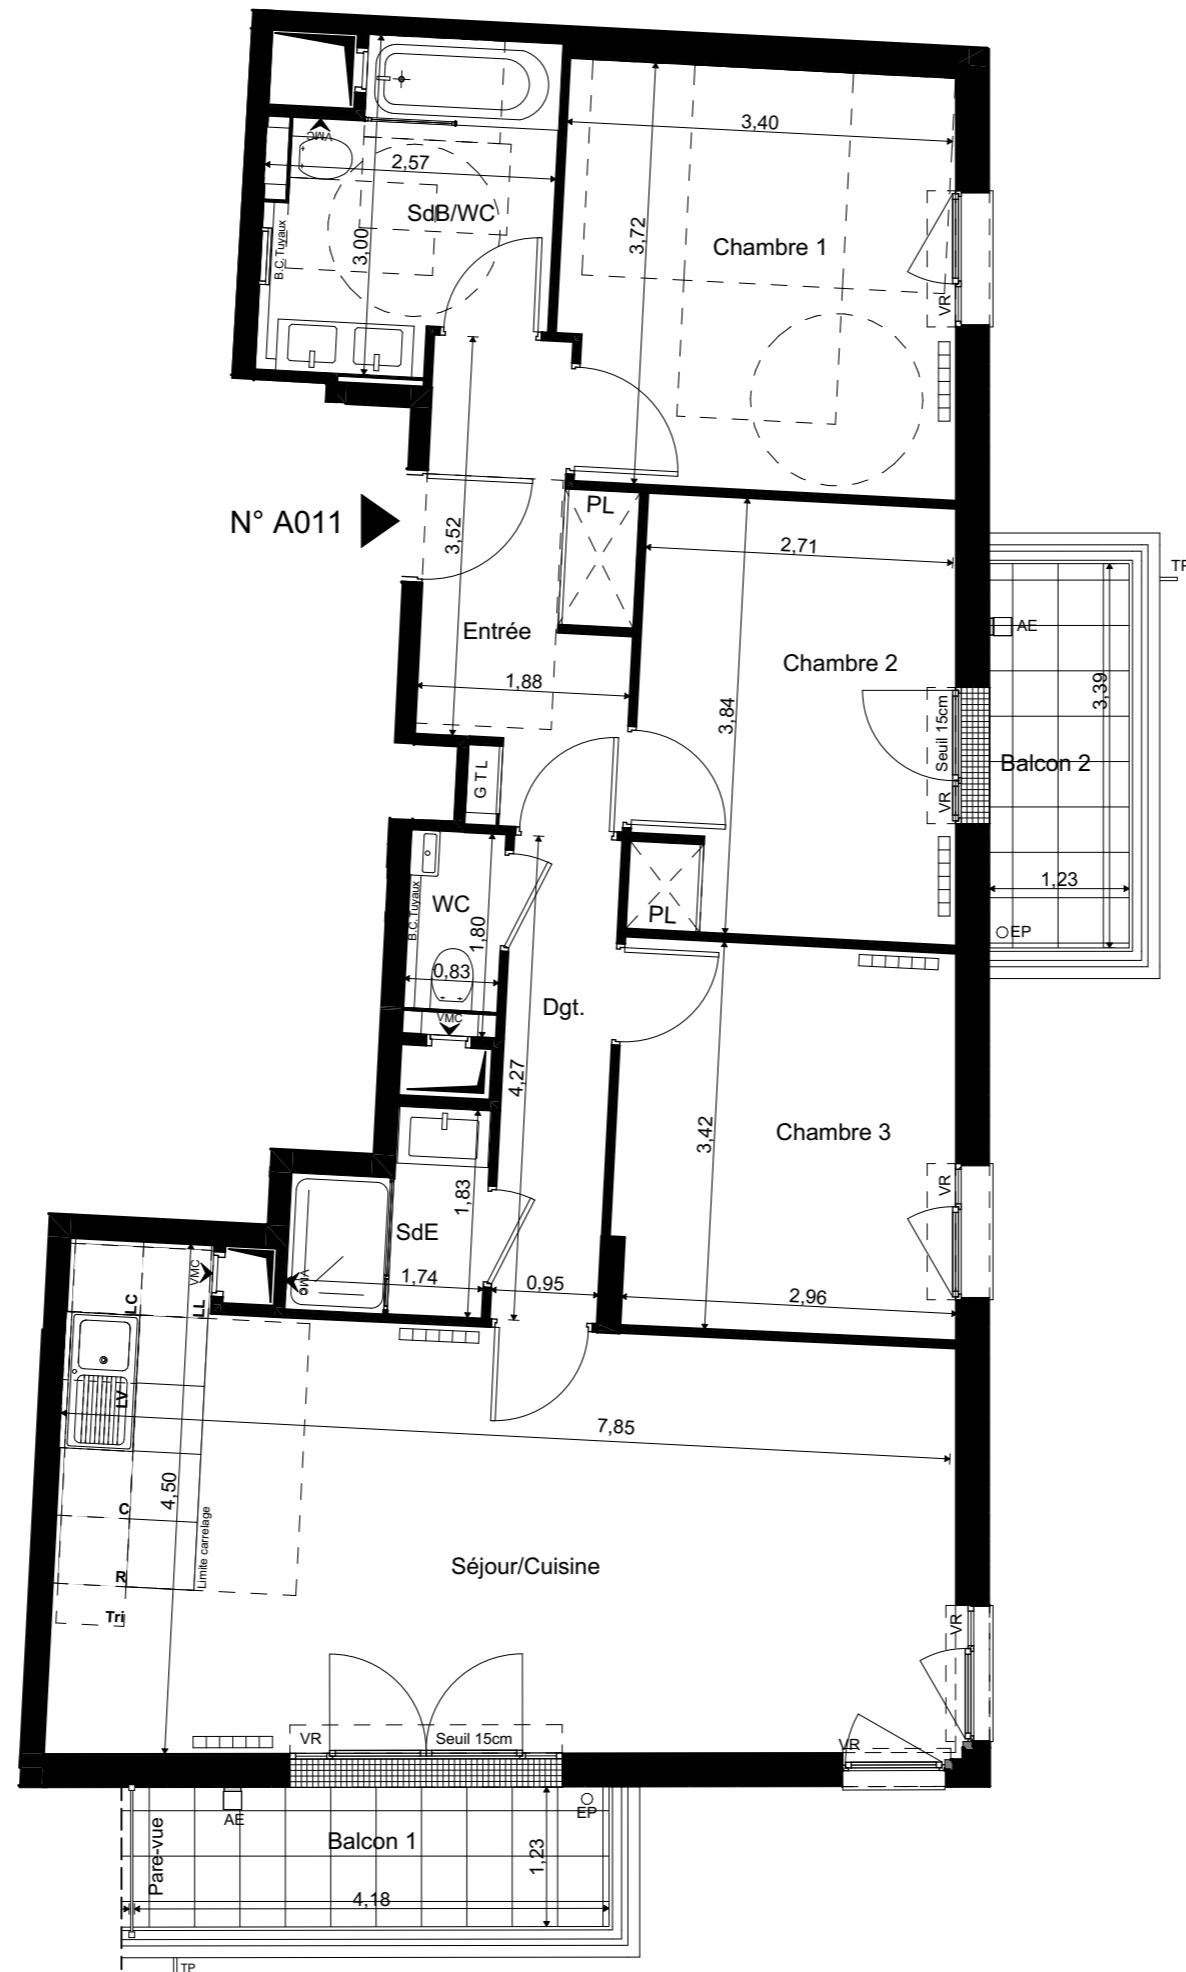 VMC
3,40
2,57
SdB/WC
3,72
3,00
Chambre 1
B.C.Tuyaux
VR
N° A011
PL
3,52
2,71
TP
AE
Entrée
Chambre 2
1,88
3,84
3,39
Seuil 15cm
GTL
Balcon 2
VR
1,23
WC
B.C.Tuyaux
1,80
PL
EP
0,83
Dgt.
VMC
4,27
3,42
Chambre 3
1,83
VR
SdE
VMC
VMC
1,74
0,95
2,96
LC
LL
LV
7,85
4,50
C
Limite carrelage
Séjour/Cuisine
R
Tri
VR
VR
Seuil 15cm
VR
AE
EP
Pare-vue
Balcon 1
1,23
4,18
TP